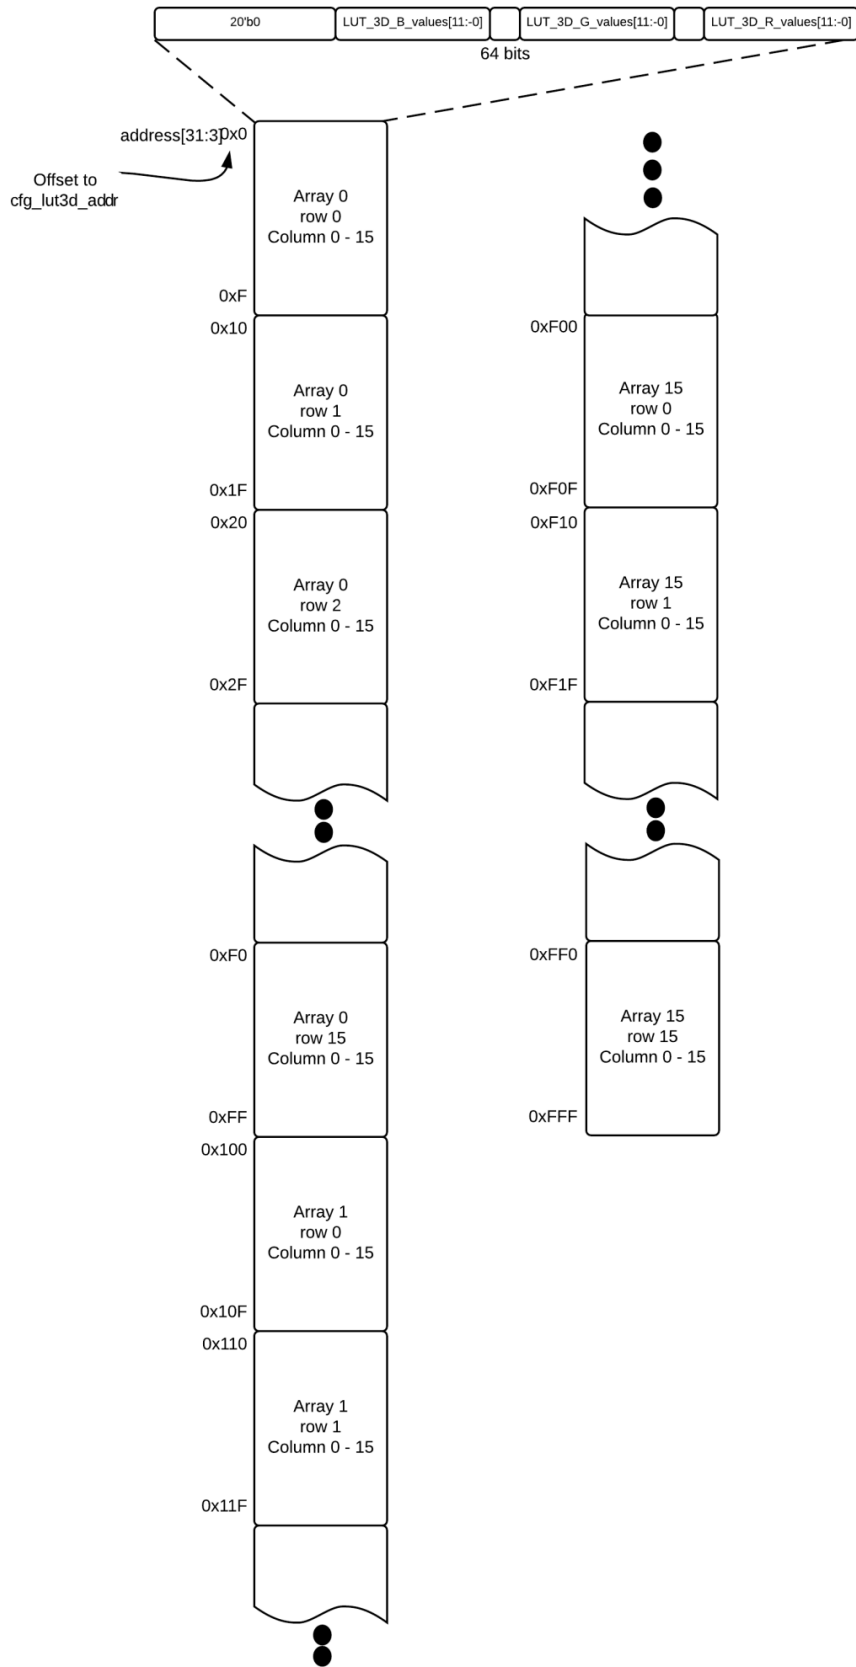 20'b0
LUT_3D_B_values[11:-0]
LUT_3D_G_values[11:-0]
LUT_3D_R_values[11:-0]
64 bits
address[31:3]
0x0
Offset to
cfg_lut3d_addr
Array 0
row 0
Column 0 - 15
0xF
0x10
Array 0
row 1
Column 0 - 15
0x1F
0x20
Array 0
row 2
Column 0 - 15
0x2F
0xF0
Array 0
row 15
Column 0 - 15
0xFF
0x100
Array 1
row 0
Column 0 - 15
0x10F
0x110
Array 1
row 1
Column 0 - 15
0x11F
0xF00
Array 15
row 0
Column 0 - 15
0xF0F
0xF10
Array 15
row 1
Column 0 - 15
0xF1F
0xFF0
Array 15
row 15
Column 0 - 15
0xFFF